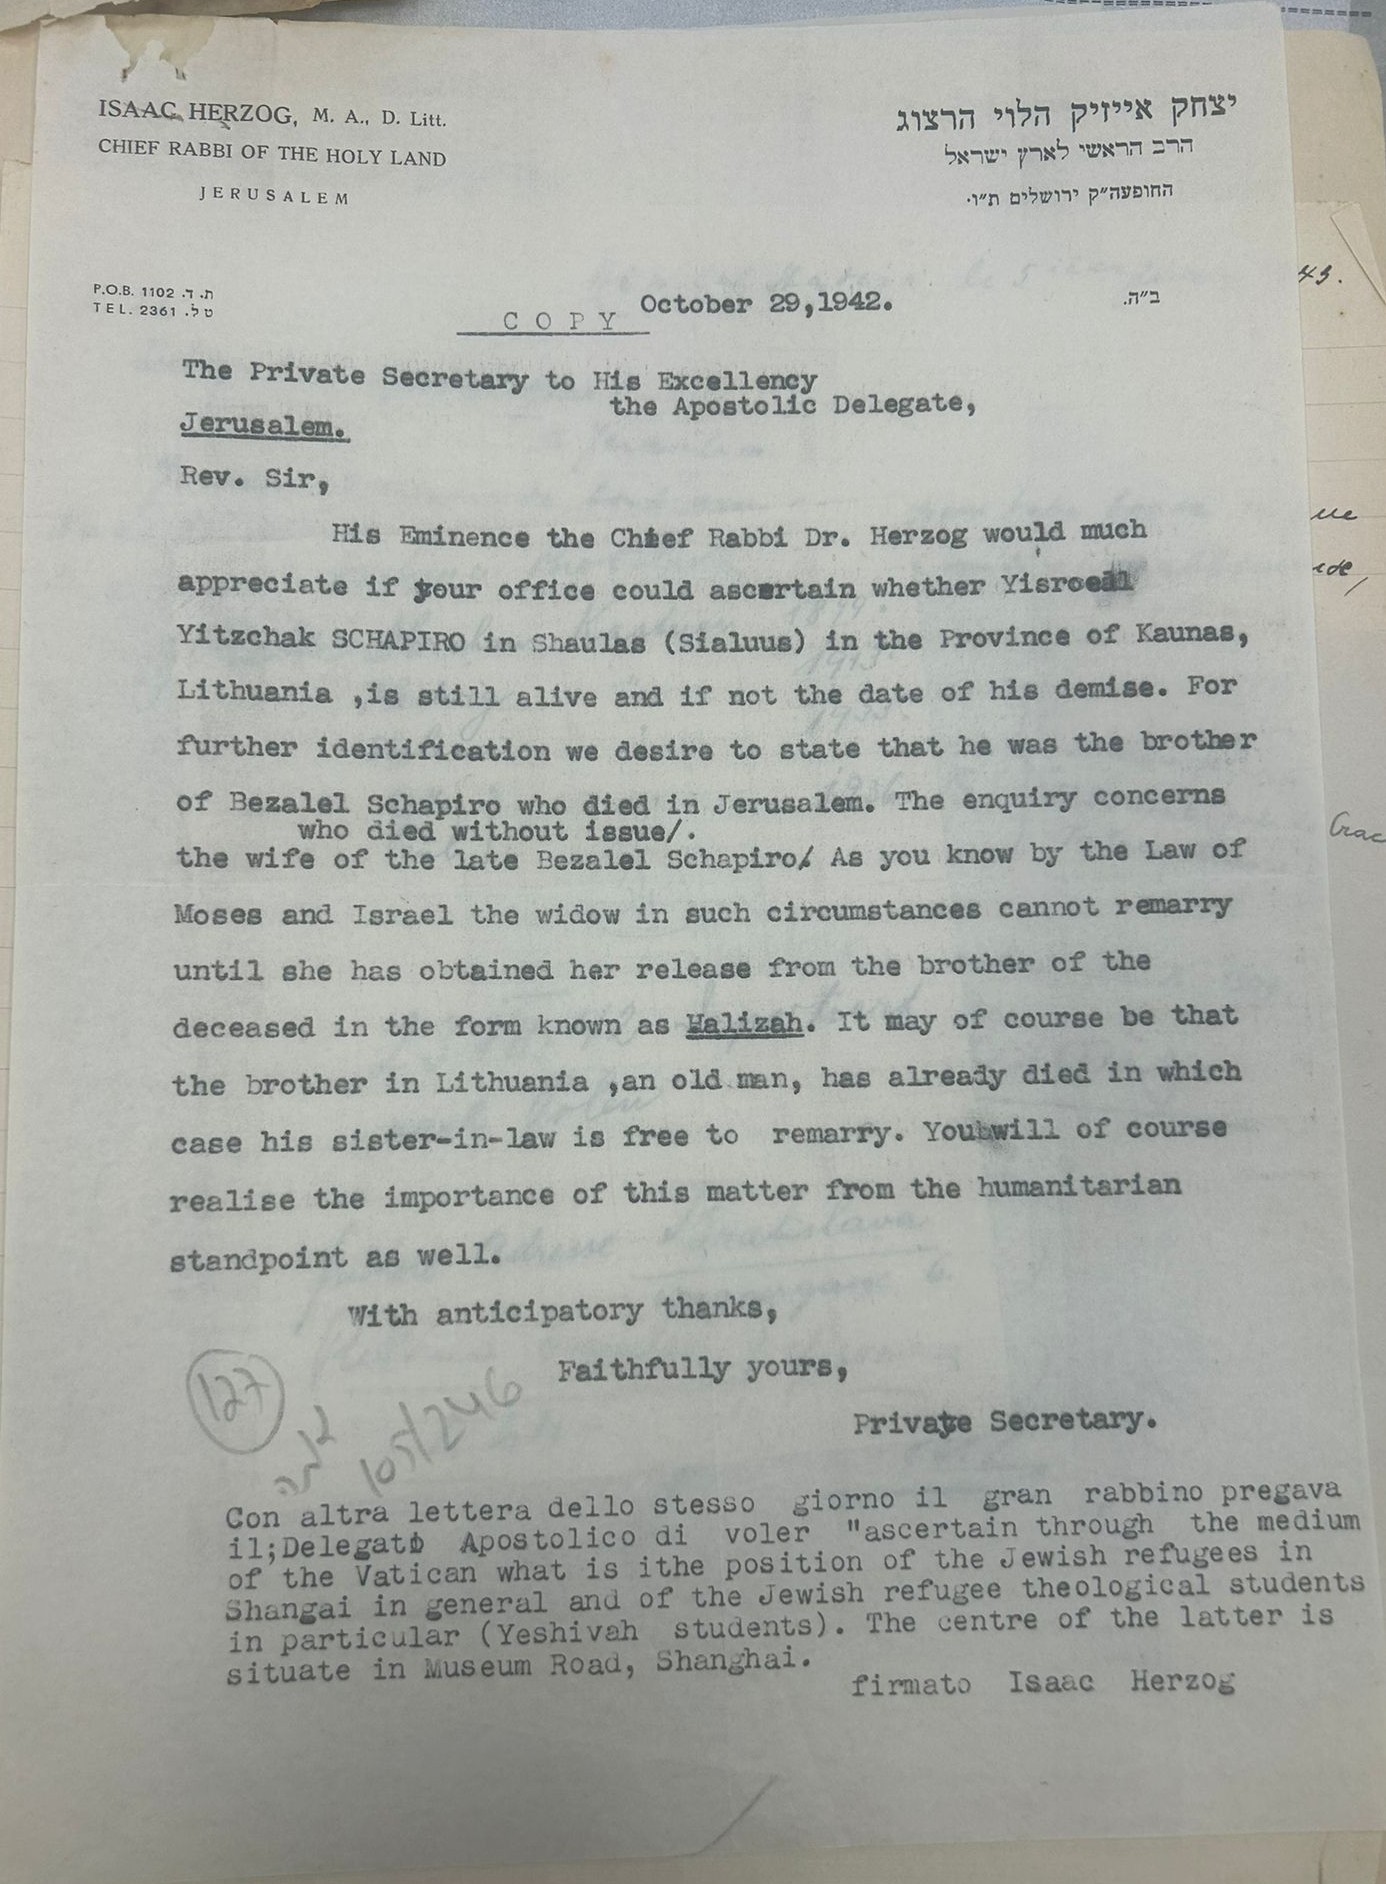 ISAAC HERZOG, M. A., D. Litt.
CHIEF RABBI OF THE HOLY LAND
JERUSALEM
יצחק אייזיק הלוי הרצוג
הרב הראשי לארץ ישראל
החופעה״ק ירושלים ת״ו.
P.O.B. 1102 .ת. ד
TEL. 2361 .טל
October 29,1942.
ב״ה.
COPY
The Private Secretary to His Excellency
the Apostolic Delegate,
Jerusalem.
Rev. Sir,
His Eminence the Chief Rabbi Dr. Herzog would much
appreciate if your office could ascertain whether Yisroel
Yitzchak SCHAPIRO in Shaulas (Sialuus) in the Province of Kaunas,
Lithuania ,is still alive and if not the date of his demise. For
further identification we desire to state that he was the brother
of Bezalel Schapiro who died in Jerusalem. The enquiry concerns
who died without issue/.
the wife of the late Bezalel Schapiro/ As you know by the Law of
Moses and Israel the widow in such circumstances cannot remarry
until she has obtained her release from the brother of the
deceased in the form known as Halizah. It may of course be that
the brother in Lithuania ,an old man, has already died in which
case his sister-in-law is free to remarry. You will of course
realise the importance of this matter from the humanitarian
standpoint as well.
With anticipatory thanks,
Faithfully yours,
Private Secretary.
127
105/246
Con altra lettera dello stesso giorno il gran rabbino pregava
il;Delegato Apostolico di voler "ascertain through the medium
of the Vatican what is ithe position of the Jewish refugees in
Shangai in general and of the Jewish refugee theological students
in particular (Yeshivah students). The centre of the latter is
situate in Museum Road, Shanghai.
firmato Isaac Herzog
43.